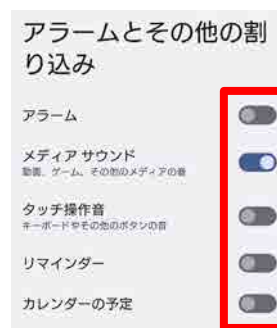 アラームとその他の割
り込み
アラーム
メディア サウンド
動画、ゲーム、その他のメディアの音
タッチ操作音
キーボードやその他のボタンの音
リマインダー
カレンダーの予定